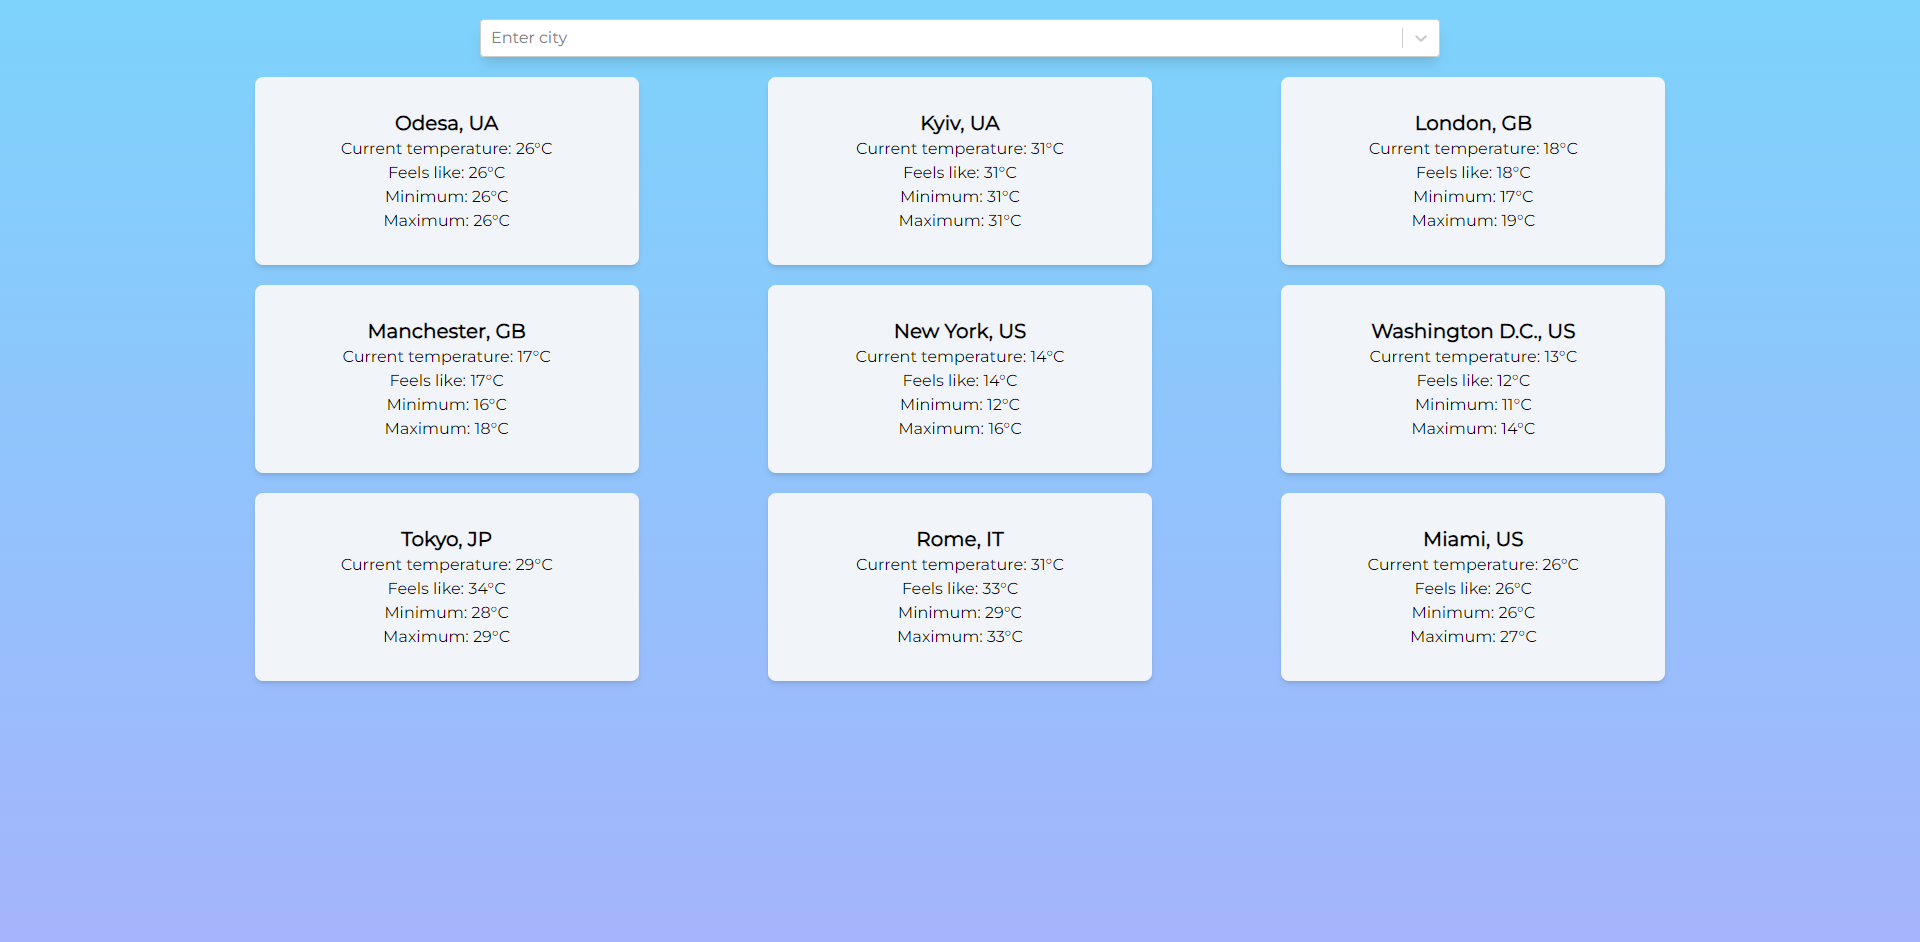 Enter city
Odesa, UA
Current temperature: 26°C
Feels like: 26°C
Minimum: 26°C
Maximum: 26°C
Kyiv, UA
Current temperature: 31°C
Feels like: 31°C
Minimum: 31°C
Maximum: 31°C
London, GB
Current temperature: 18°C
Feels like: 18°C
Minimum: 17°C
Maximum: 19°C
Manchester, GB
Current temperature: 17°C
Feels like: 17°C
Minimum: 16°C
Maximum: 18°C
New York, US
Current temperature: 14°C
Feels like: 14°C
Minimum: 12°C
Maximum: 16°C
Washington D.C., US
Current temperature: 13°C
Feels like: 12°C
Minimum: 11°C
Maximum: 14°C
Tokyo, JP
Current temperature: 29°C
Feels like: 34°C
Minimum: 28°C
Maximum: 29°C
Rome, IT
Current temperature: 31°C
Feels like: 33°C
Minimum: 29°C
Maximum: 33°C
Miami, US
Current temperature: 26°C
Feels like: 26°C
Minimum: 26°C
Maximum: 27°C